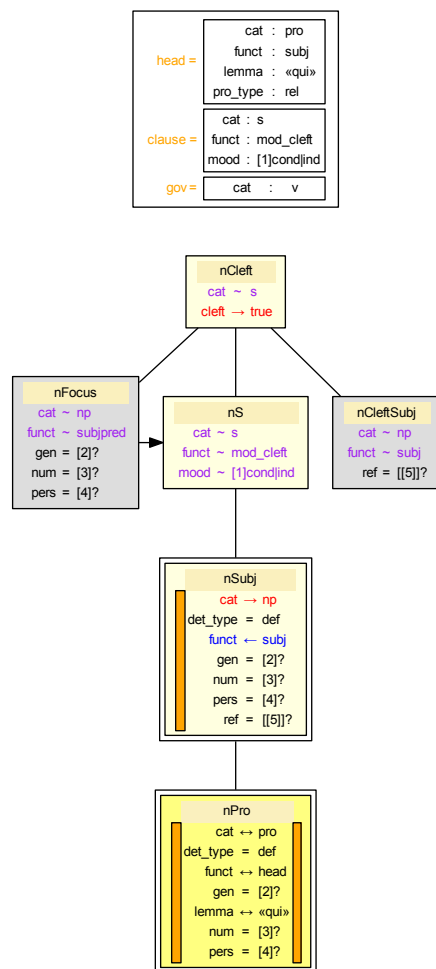 head =
cat : pro
funct : subj
lemma : «qui»
pro_type : rel
clause =
cat : s
funct : mod_cleft
mood : [1]cond|ind
gov =
cat : v
nCleft
cat ~ s
cleft → true
nFocus
cat ~ np
funct ~ subjpred
gen = [2]?
num = [3]?
pers = [4]?
nS
cat ~ s
funct ~ mod_cleft
mood ~ [1]cond|ind
nCleftSubj
cat ~ np
funct ~ subj
ref = [[5]]?
nSubj
cat → np
det_type = def
funct ← subj
gen = [2]?
num = [3]?
pers = [4]?
ref = [[5]]?
nPro
cat ↔ pro
det_type = def
funct ↔ head
gen = [2]?
lemma ↔ «qui»
num = [3]?
pers = [4]?